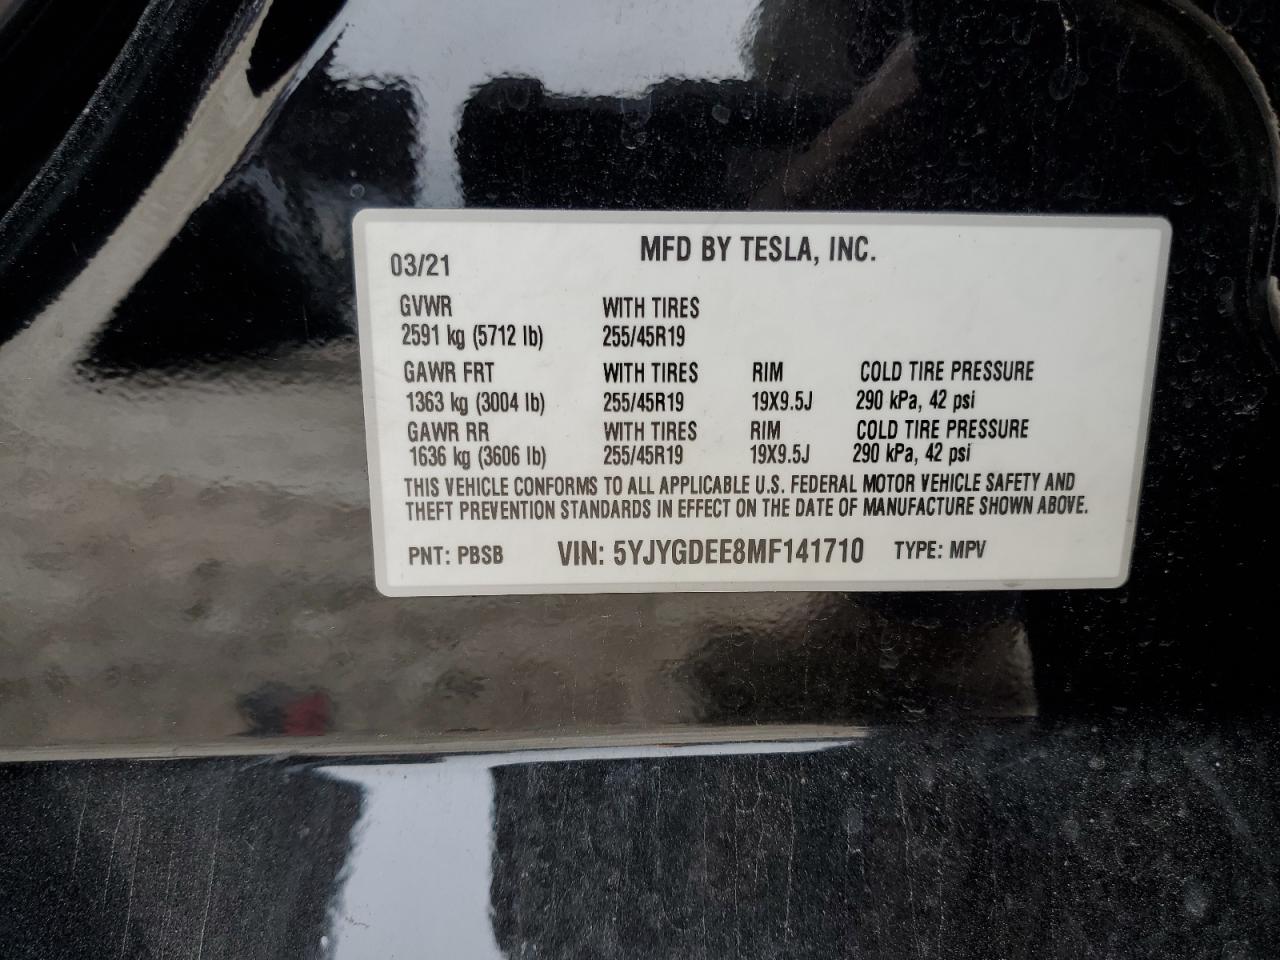 MFD BY TESLA, INC.
03/21
GVWR WITH TIRES
2591 kg (5712 lb) 255/45R19
GAWR FRT WITH TIRES RIM COLD TIRE PRESSURE
1363 kg (3004 lb) 255/45R19 19X9.5J 290 kPa, 42 psi
GAWR RR WITH TIRES RIM COLD TIRE PRESSURE
1636 kg (3606 lb) 255/45R19 19X9.5J 290 kPa, 42 psi
THIS VEHICLE CONFORMS TO ALL APPLICABLE U.S. FEDERAL MOTOR VEHICLE SAFETY AND
THEFT PREVENTION STANDARDS IN EFFECT ON THE DATE OF MANUFACTURE SHOWN ABOVE.
PNT: PBSB VIN: 5YJYGDEE8MF141710 TYPE: MPV